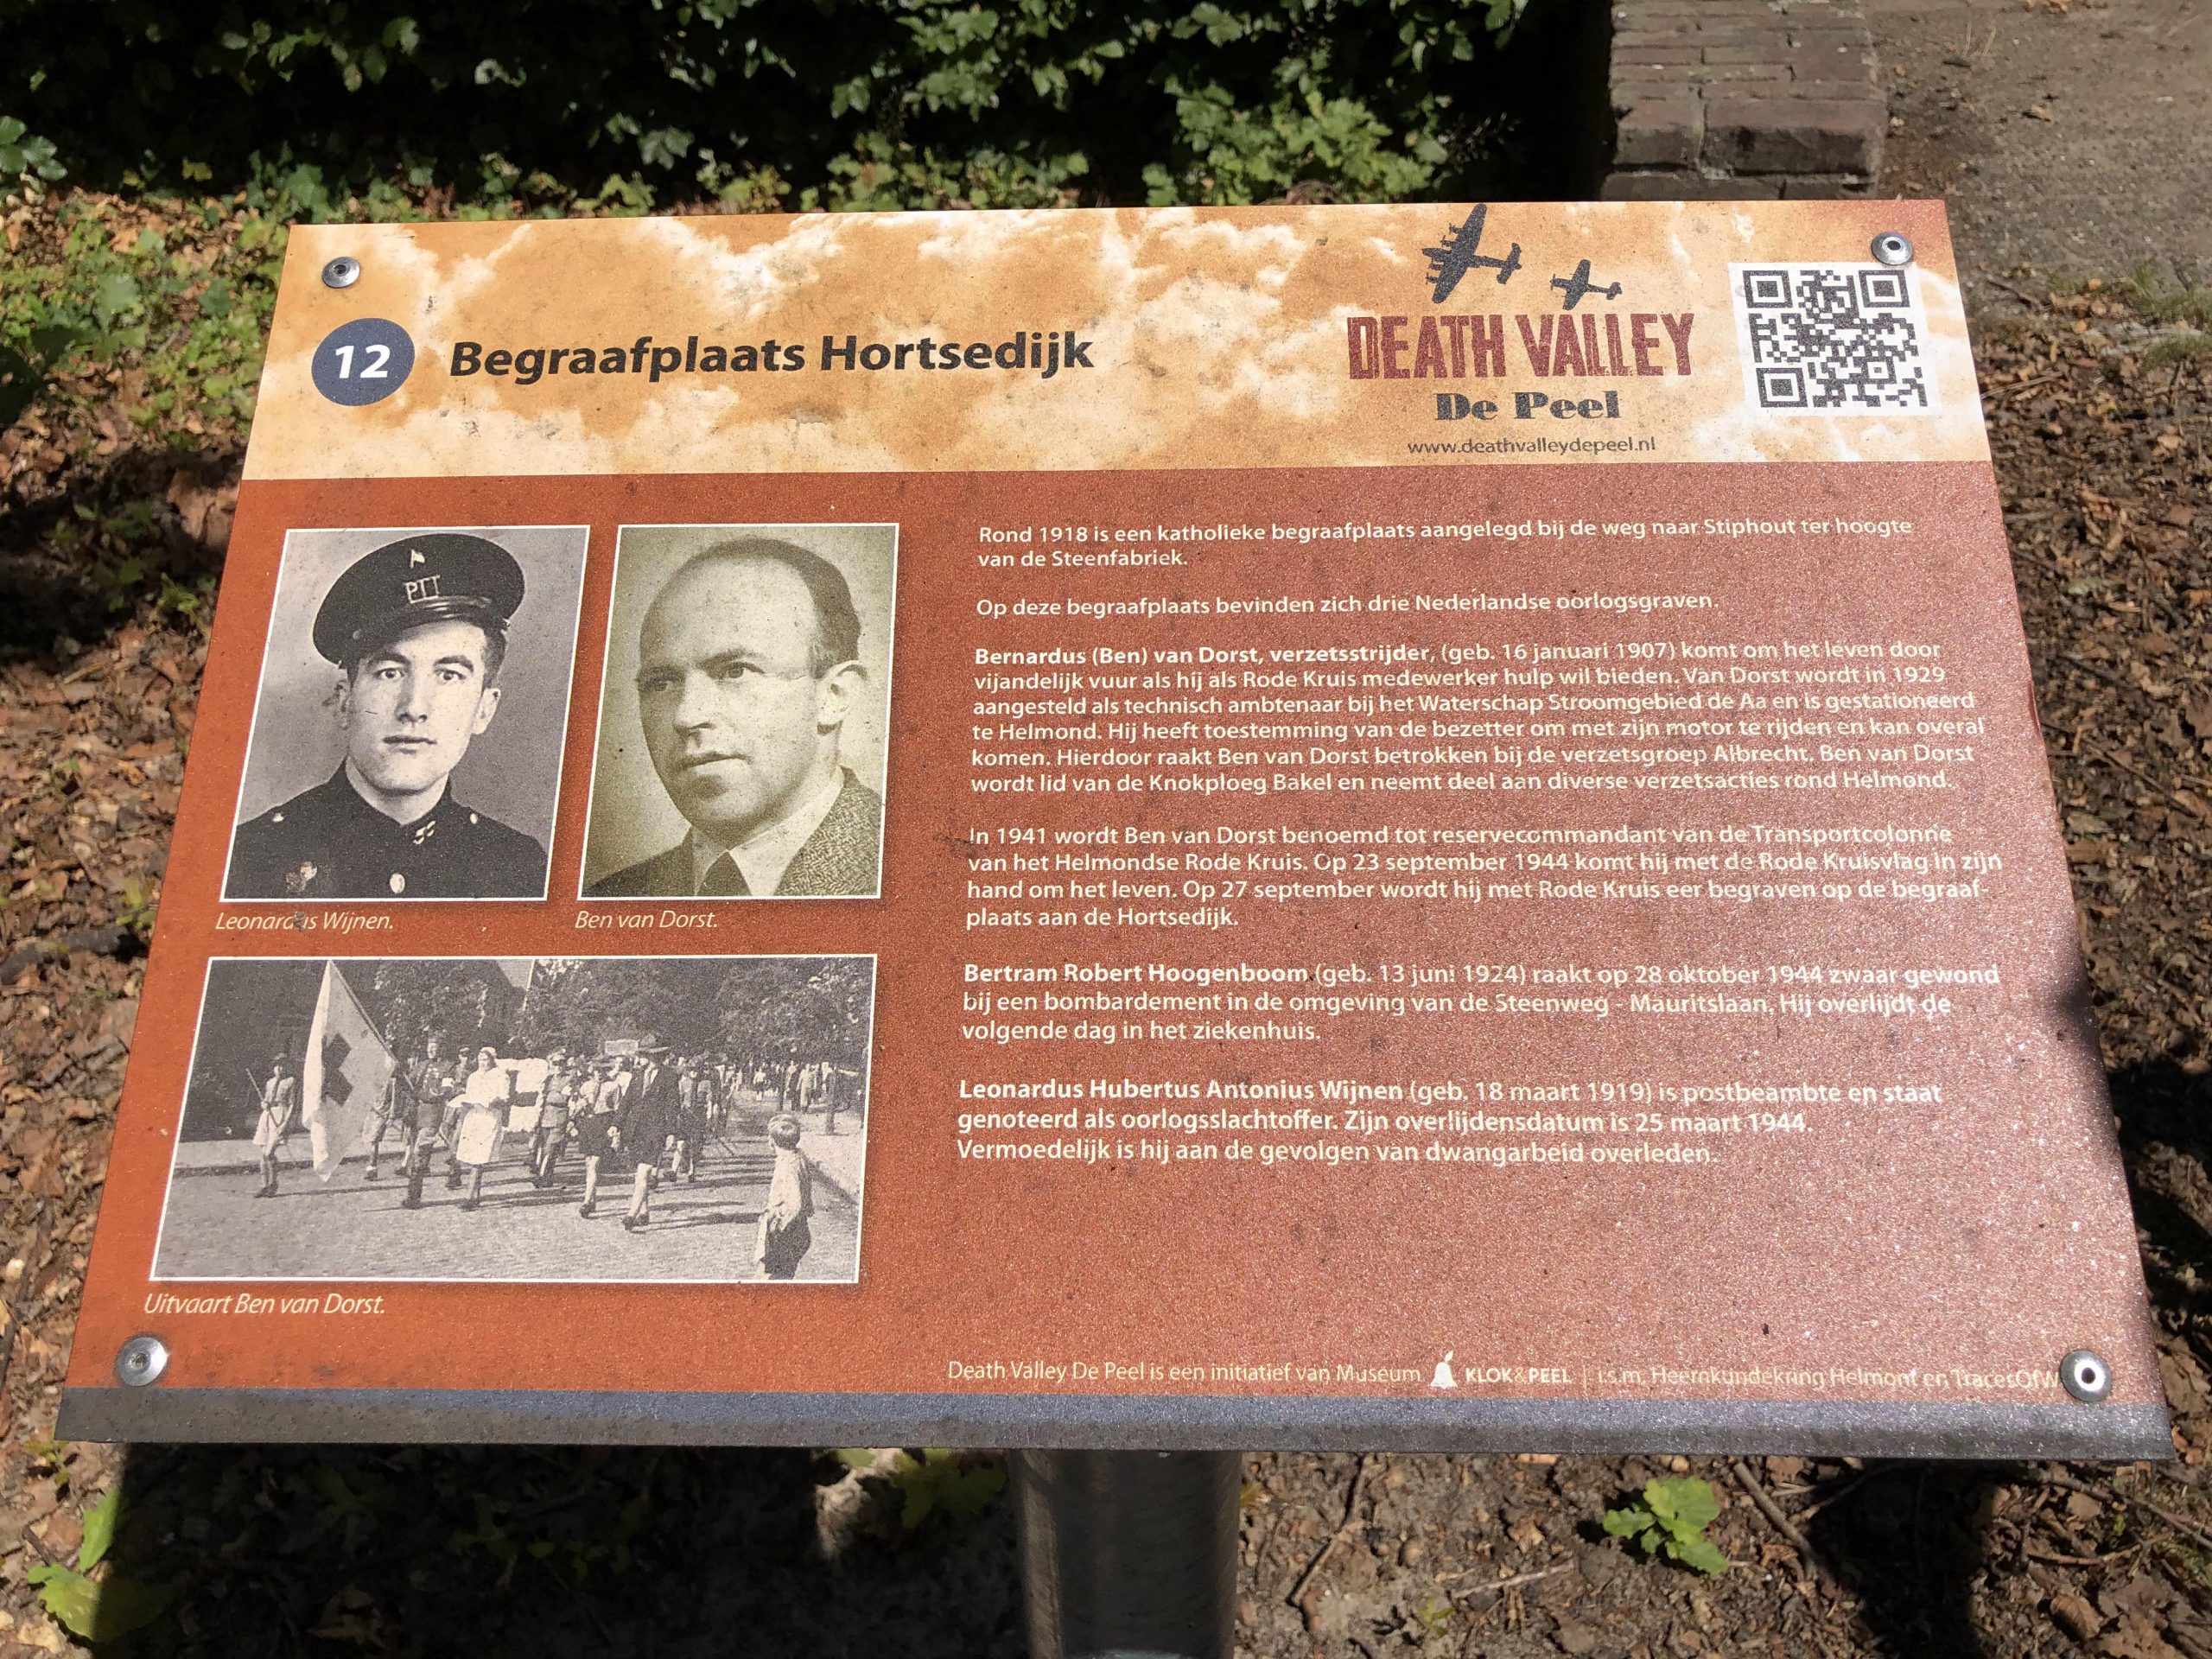 12 Begraafplaats Hortsedijk
DEATH VALLEY
De Peel
www.deathvalleydepeel.nl
PTT
Leonardus Wijnen.
Ben van Dorst.
Uitvaart Ben van Dorst.
Rond 1918 is een katholieke begraafplaats aangelegd bij de weg naar Stiphout ter hoogte
van de Steenfabriek.
Op deze begraafplaats bevinden zich drie Nederlandse oorlogsgraven.
Bernardus (Ben) van Dorst, verzetsstrijder, (geb. 16 januari 1907) komt om het leven door
vijandelijk vuur als hij als Rode Kruis medewerker hulp wil bieden. Van Dorst wordt in 1929
aangesteld als technisch ambtenaar bij het Waterschap Stroomgebied de Aa en is gestationeerd
te Helmond. Hij heeft toestemming van de bezetter om met zijn motor te rijden en kan overal
komen. Hierdoor raakt Ben van Dorst betrokken bij de verzetsgroep Albrecht. Ben van Dorst
wordt lid van de Knokploeg Bakel en neemt deel aan diverse verzetsacties rond Helmond.
In 1941 wordt Ben van Dorst benoemd tot reservecommandant van de Transportcolonne
van het Helmondse Rode Kruis. Op 23 september 1944 komt hij met de Rode Kruisvlag in zijn
hand om het leven. Op 27 september wordt hij met Rode Kruis eer begraven op de begraaf-
plaats aan de Hortsedijk.
Bertram Robert Hoogenboom (geb. 13 juni 1924) raakt op 28 oktober 1944 zwaar gewond
bij een bombardement in de omgeving van de Steenweg - Mauritslaan. Hij overlijdt de
volgende dag in het ziekenhuis.
Leonardus Hubertus Antonius Wijnen (geb. 18 maart 1919) is postbeambte en staat
genoteerd als oorlogsslachtoffer. Zijn overlijdensdatum is 25 maart 1944.
Vermoedelijk is hij aan de gevolgen van dwangarbeid overleden.
Death Valley De Peel is een initiatief van Museum KLOK&PEEL | i.s.m. Heemkundekring Helmont en TracesOfW